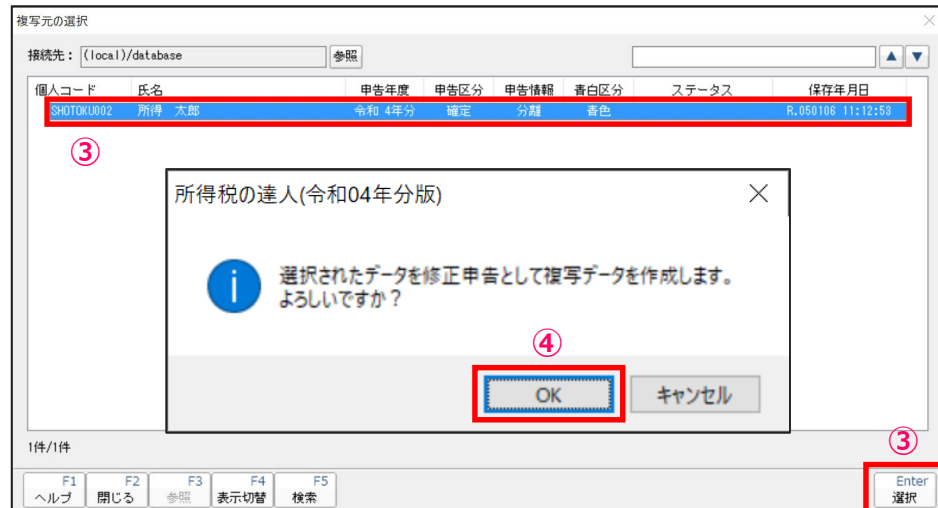 複写元の選択
接続先： (local)/database 参照
個人コード 氏名 申告年度 申告区分 申告情報 青白区分 ステータス 保存年月日
SHOTOKU002 所得 太郎 令和 4年分 確定 分離 青色 R.050106 11:12:53
③
所得税の達人(令和04年分版)
選択されたデータを修正申告として複写データを作成します。
よろしいですか？
④
OK キャンセル
1件/1件
③
F1 F2 F3 F4 F5 Enter
ヘルプ 閉じる 参照 表示切替 検索 選択